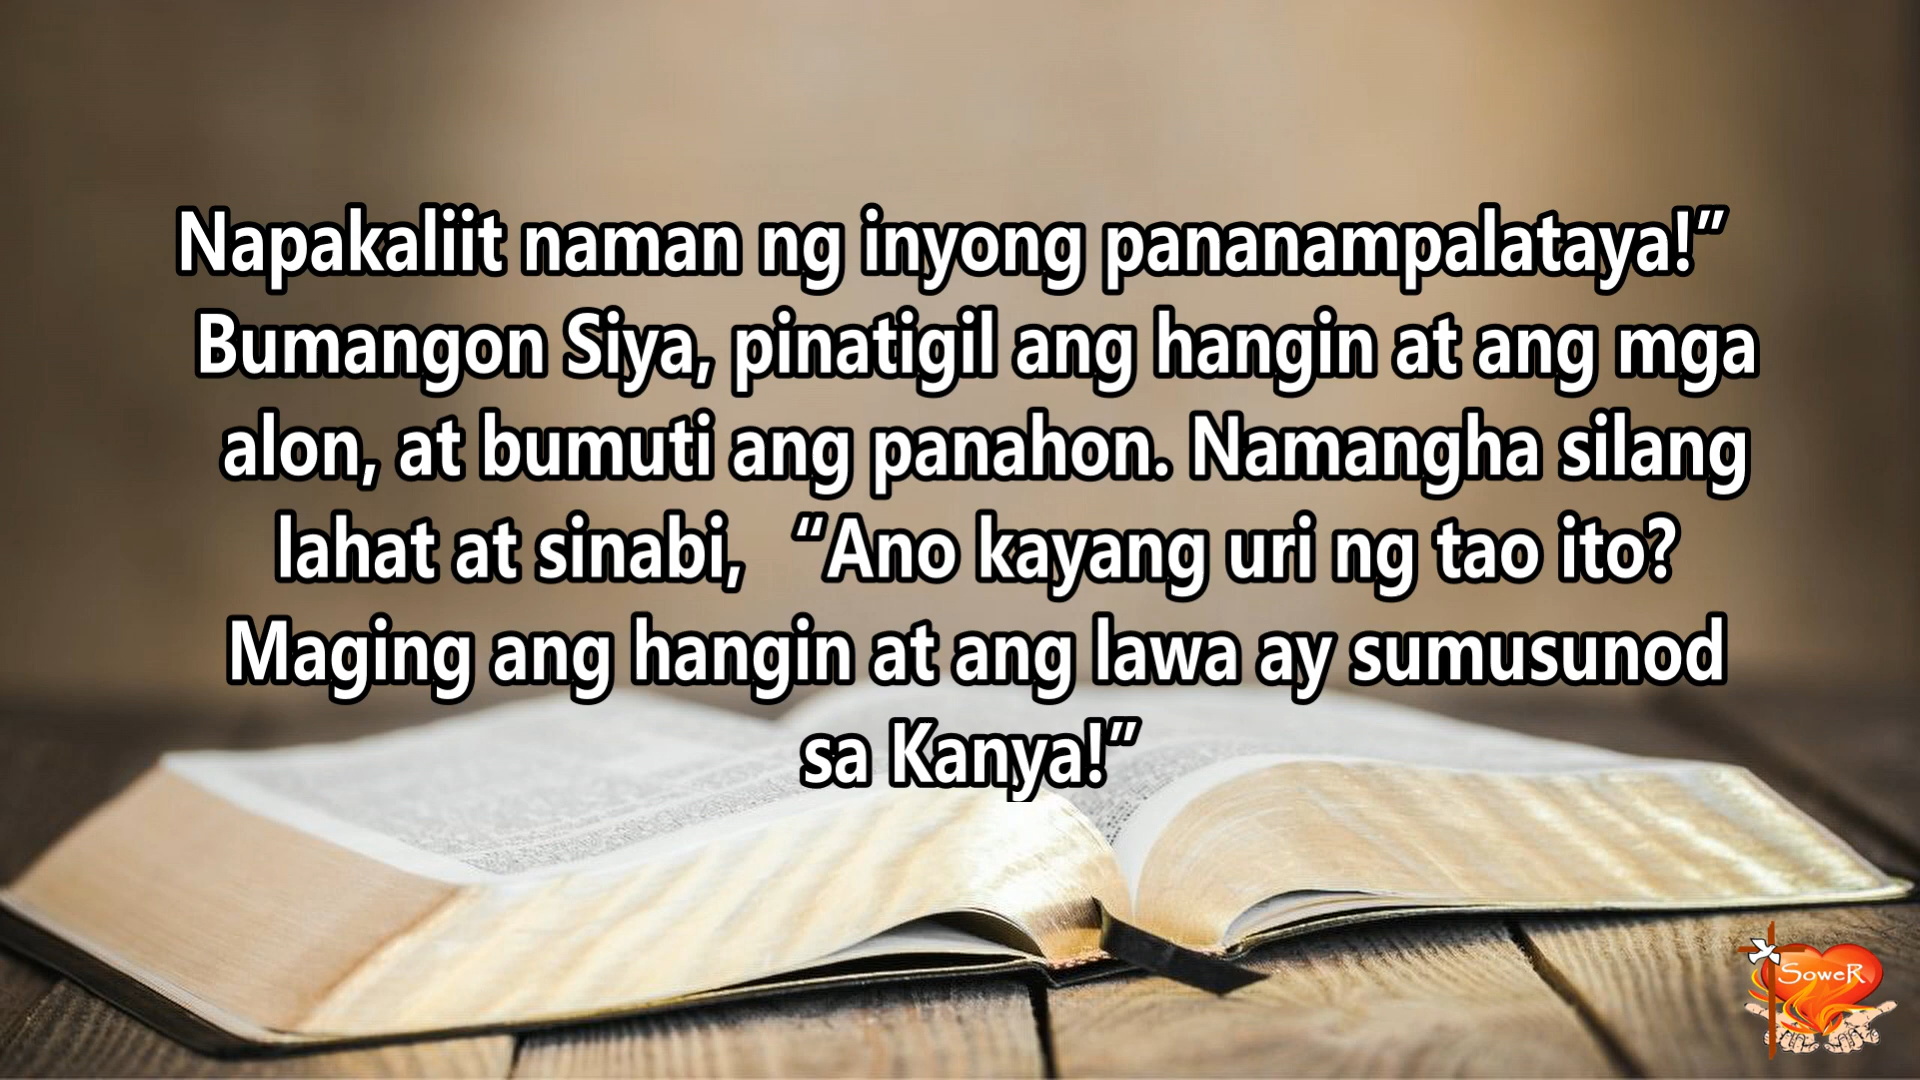 Napakaliit naman ng inyong pananampalataya!”
Bumangon Siya, pinatigil ang hangin at ang mga
alon, at bumuti ang panahon. Namangha silang
lahat at sinabi, “Ano kayang uri ng tao ito?
Maging ang hangin at ang lawa ay sumusunod
sa Kanya!”
SoweR